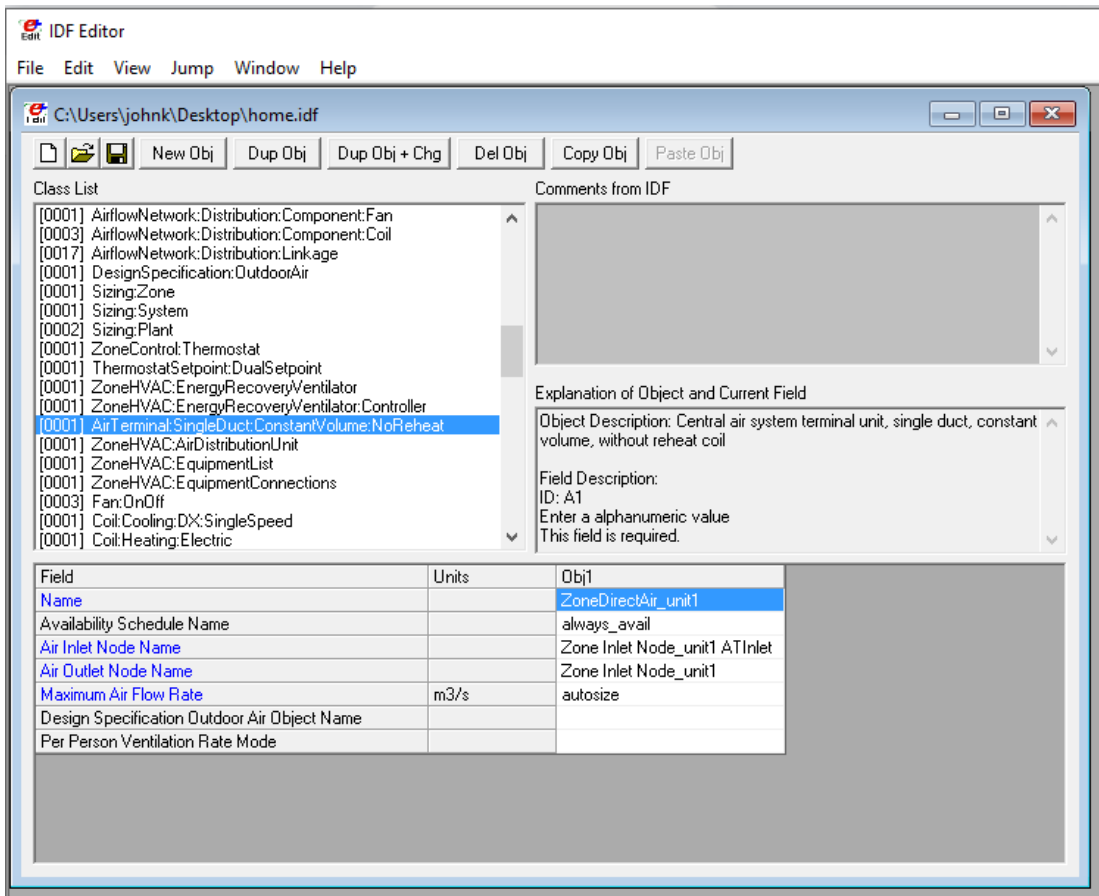 IDF Editor
File Edit View Jump Window Help
C:\Users\johnk\Desktop\home.idf
New Obj Dup Obj Dup Obj + Chg Del Obj Copy Obj Paste Obj
Class List
[0001] AirflowNetwork:Distribution:Component:Fan
[0003] AirflowNetwork:Distribution:Component:Coil
[0017] AirflowNetwork:Distribution:Linkage
[0001] DesignSpecification:OutdoorAir
[0001] Sizing:Zone
[0001] Sizing:System
[0002] Sizing:Plant
[0001] ZoneControl:Thermostat
[0001] ThermostatSetpoint:DualSetpoint
[0001] ZoneHVAC:EnergyRecoveryVentilator
[0001] ZoneHVAC:EnergyRecoveryVentilator:Controller
[0001] AirTerminal:SingleDuct:ConstantVolume:NoReheat
[0001] ZoneHVAC:AirDistributionUnit
[0001] ZoneHVAC:EquipmentList
[0001] ZoneHVAC:EquipmentConnections
[0003] Fan:OnOff
[0001] Coil:Cooling:DX:SingleSpeed
[0001] Coil:Heating:Electric
Comments from IDF
Explanation of Object and Current Field
Object Description: Central air system terminal unit, single duct, constant
volume, without reheat coil
Field Description:
ID: A1
Enter a alphanumeric value
This field is required.
Field Units Obj1
Name ZoneDirectAir_unit1
Availability Schedule Name always_avail
Air Inlet Node Name Zone Inlet Node_unit1 ATInlet
Air Outlet Node Name Zone Inlet Node_unit1
Maximum Air Flow Rate m3/s autosize
Design Specification Outdoor Air Object Name
Per Person Ventilation Rate Mode